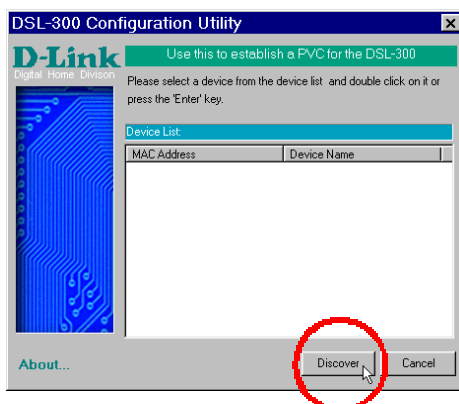 DSL-300 Configuration Utility
D-Link
Digital Home Divison
Use this to establish a PVC for the DSL-300
Please select a device from the device list and double click on it or
press the 'Enter' key.
Device List:
MAC Address Device Name
About... Discover Cancel